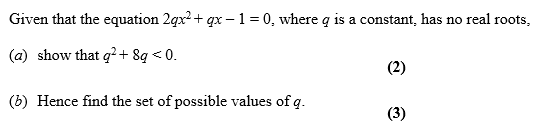 Given that the equation 2qx² + qx – 1 = 0, where q is a constant, has no real roots,
(a) show that q² + 8q < 0.
(2)
(b) Hence find the set of possible values of q.
(3)